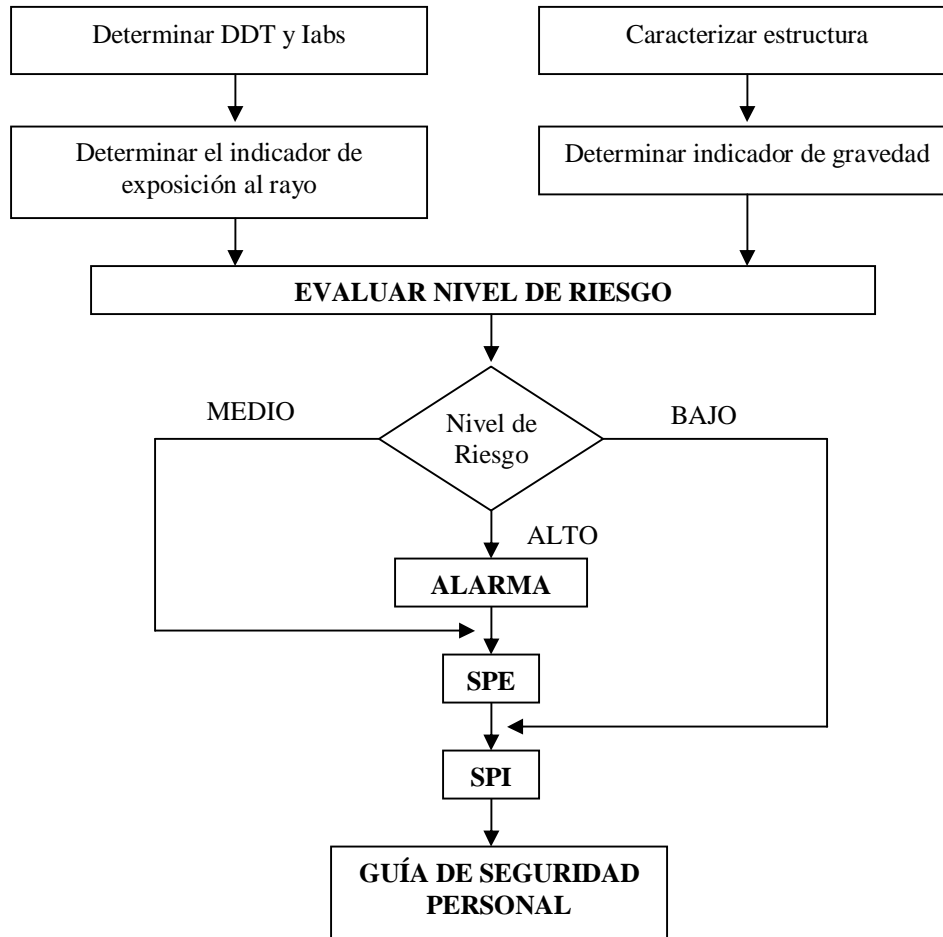 Determinar DDT y Iabs
Caracterizar estructura
Determinar el indicador de
exposición al rayo
Determinar indicador de gravedad
EVALUAR NIVEL DE RIESGO
MEDIO
Nivel de
Riesgo
BAJO
ALTO
ALARMA
SPE
SPI
GUÍA DE SEGURIDAD
PERSONAL